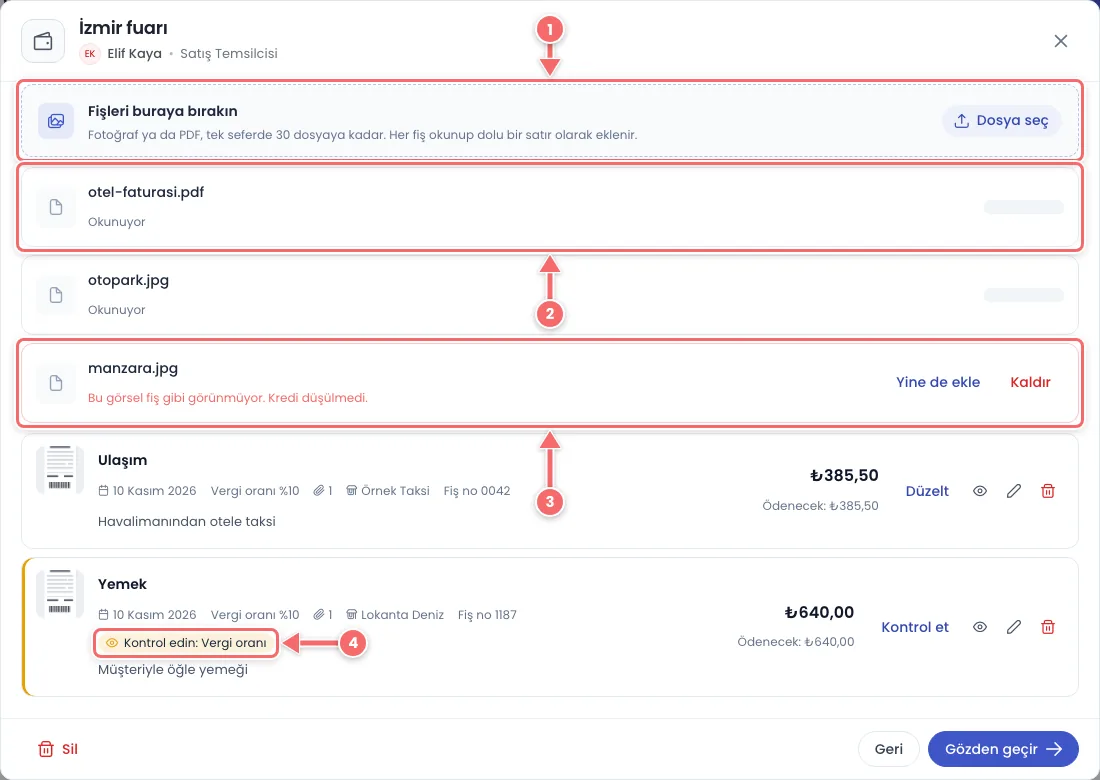 İzmir fuarı
EK Elif Kaya • Satış Temsilcisi
1
Fişleri buraya bırakın
Fotoğraf ya da PDF, tek seferde 30 dosyaya kadar. Her fiş okunup dolu bir satır olarak eklenir.
Dosya seç
otel-faturasi.pdf
Okunuyor
2
otopark.jpg
Okunuyor
manzara.jpg
Bu görsel fiş gibi görünmüyor. Kredi düşülmedi.
Yine de ekle
Kaldır
3
Ulaşım
10 Kasım 2026 Vergi oranı %10 1 Örnek Taksi Fiş no 0042
Havalimanından otele taksi
₺385,50
Ödenecek: ₺385,50
Düzelt
Yemek
10 Kasım 2026 Vergi oranı %10 1 Lokanta Deniz Fiş no 1187
Kontrol edin: Vergi oranı
4
Müşteriyle öğle yemeği
₺640,00
Ödenecek: ₺640,00
Kontrol et
Sil
Geri
Gözden geçir